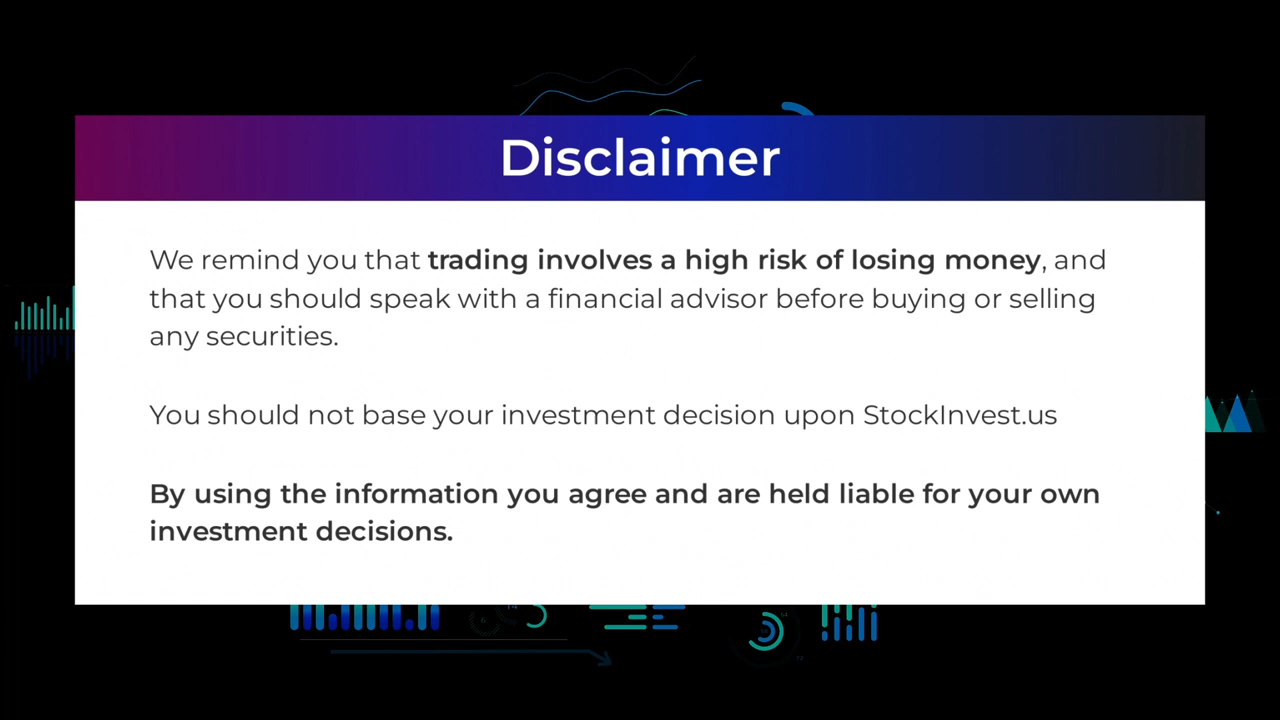 Disclaimer
We remind you that trading involves a high risk of losing money, and
that you should speak with a financial advisor before buying or selling
any securities.
You should not base your investment decision upon StockInvest.us
By using the information you agree and are held liable for your own
investment decisions.